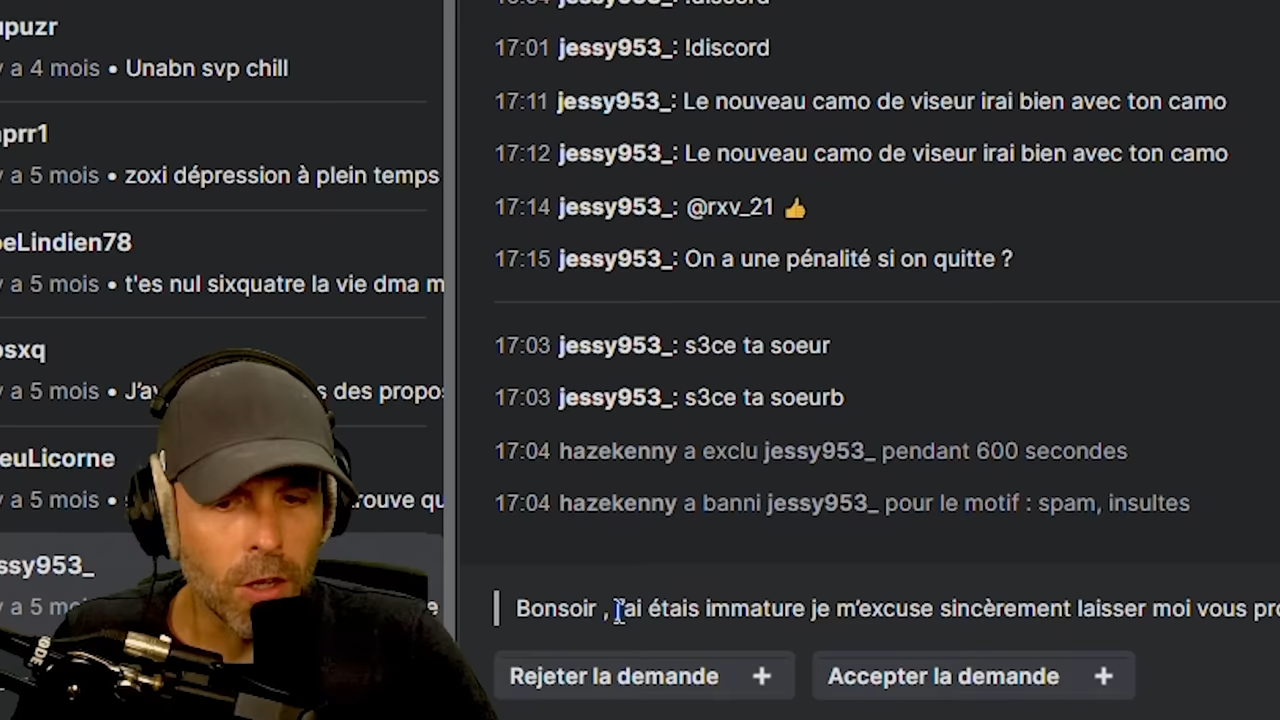 puzr
y a 4 mois • Unabn svp chill
prr1
y a 5 mois • zoxi dépression à plein temps
oeLindien78
y a 5 mois • t'es nul sixquatre la vie dma m
osxq
y a 5 mois • J'av s des propos
euLicorne
y a 5 mois • rouve qu
ssy953_
y a 5 mo e
!discord
17:01 jessy953_: !discord
17:11 jessy953_: Le nouveau camo de viseur irai bien avec ton camo
17:12 jessy953_: Le nouveau camo de viseur irai bien avec ton camo
17:14 jessy953_: @rxv_21 👍
17:15 jessy953_: On a une pénalité si on quitte ?
17:03 jessy953_: s3ce ta soeur
17:03 jessy953_: s3ce ta soeurb
17:04 hazekenny a exclu jessy953_ pendant 600 secondes
17:04 hazekenny a banni jessy953_ pour le motif : spam, insultes
Bonsoir , j'ai étais immature je m'excuse sincèrement laisser moi vous pro
Rejeter la demande +
Accepter la demande +